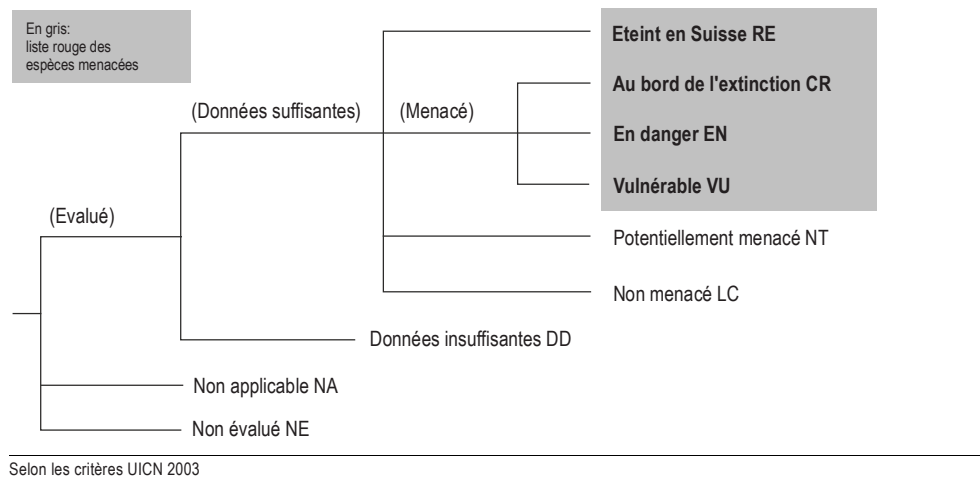 En gris:
liste rouge des
espèces menacées
Eteint en Suisse RE
Au bord de l'extinction CR
(Données suffisantes)
(Menacé)
En danger EN
Vulnérable VU
(Evalué)
Potentiellement menacé NT
Non menacé LC
Données insuffisantes DD
Non applicable NA
Non évalué NE
Selon les critères UICN 2003